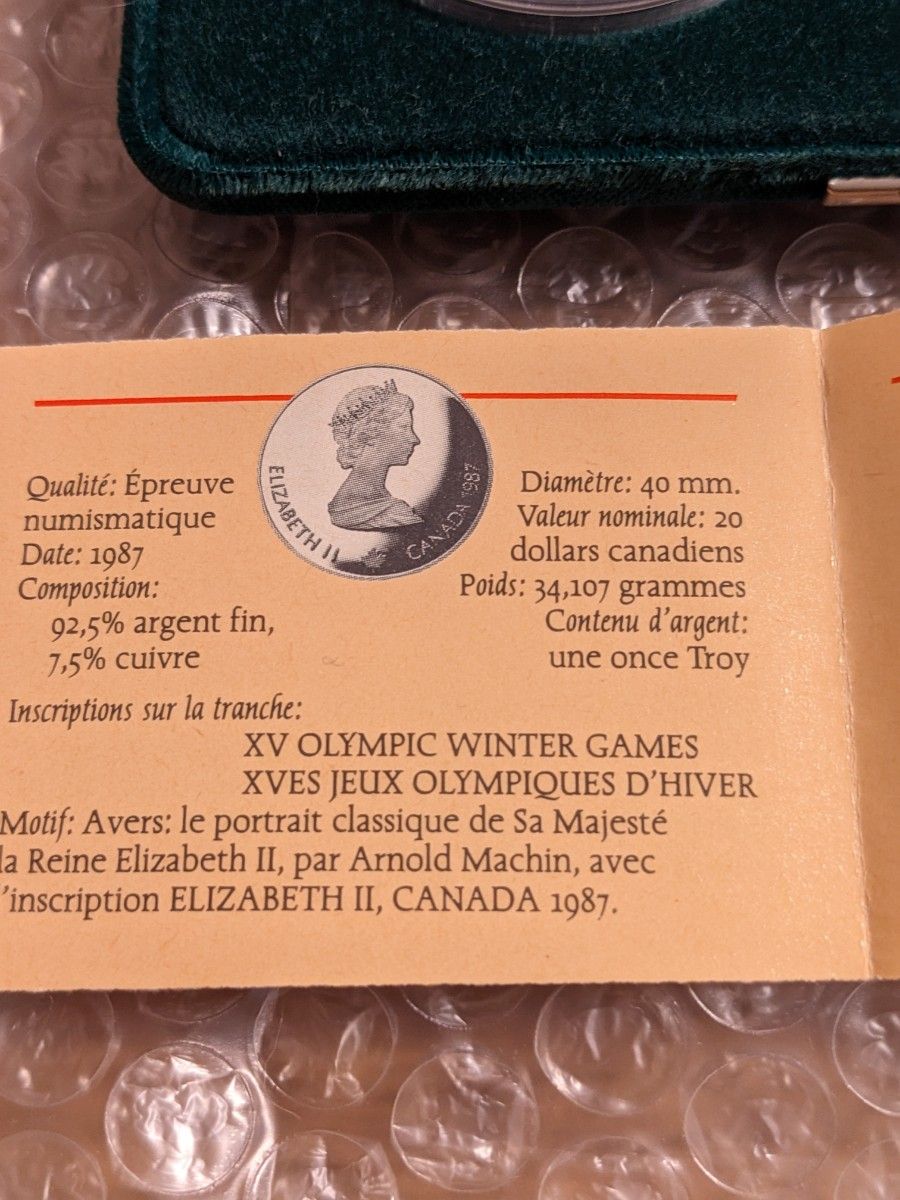 Qualité: Épreuve
numismatique
Date: 1987
Composition:
92,5% argent fin,
7,5% cuivre
ELIZABETH II
CANADA 1987
Diamètre: 40 mm.
Valeur nominale: 20
dollars canadiens
Poids: 34,107 grammes
Contenu d'argent:
une once Troy
Inscriptions sur la tranche:
XV OLYMPIC WINTER GAMES
XVES JEUX OLYMPIQUES D'HIVER
Motif: Avers: le portrait classique de Sa Majesté
la Reine Elizabeth II, par Arnold Machin, avec
'inscription ELIZABETH II, CANADA 1987.